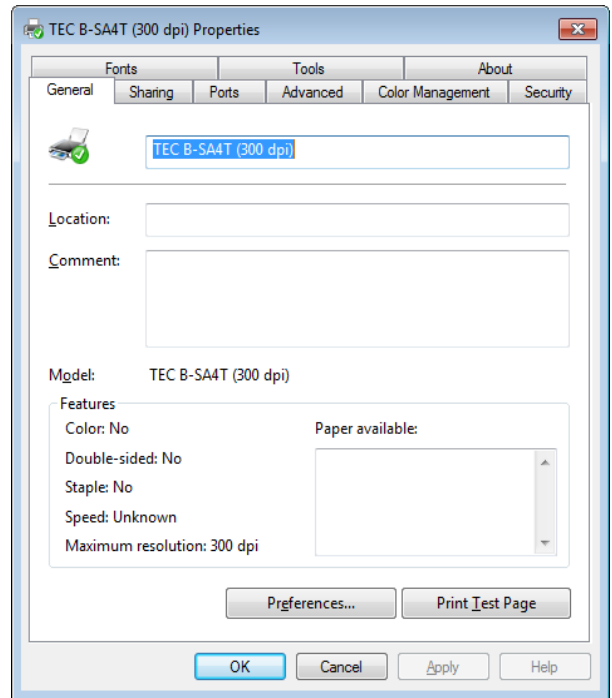 TEC B-SA4T (300 dpi) Properties
Fonts Tools About
General Sharing Ports Advanced Color Management Security
TEC B-SA4T (300 dpi)
Location:
Comment:
Model: TEC B-SA4T (300 dpi)
Features
Color: No Paper available:
Double-sided: No
Staple: No
Speed: Unknown
Maximum resolution: 300 dpi
Preferences... Print Test Page
OK Cancel Apply Help